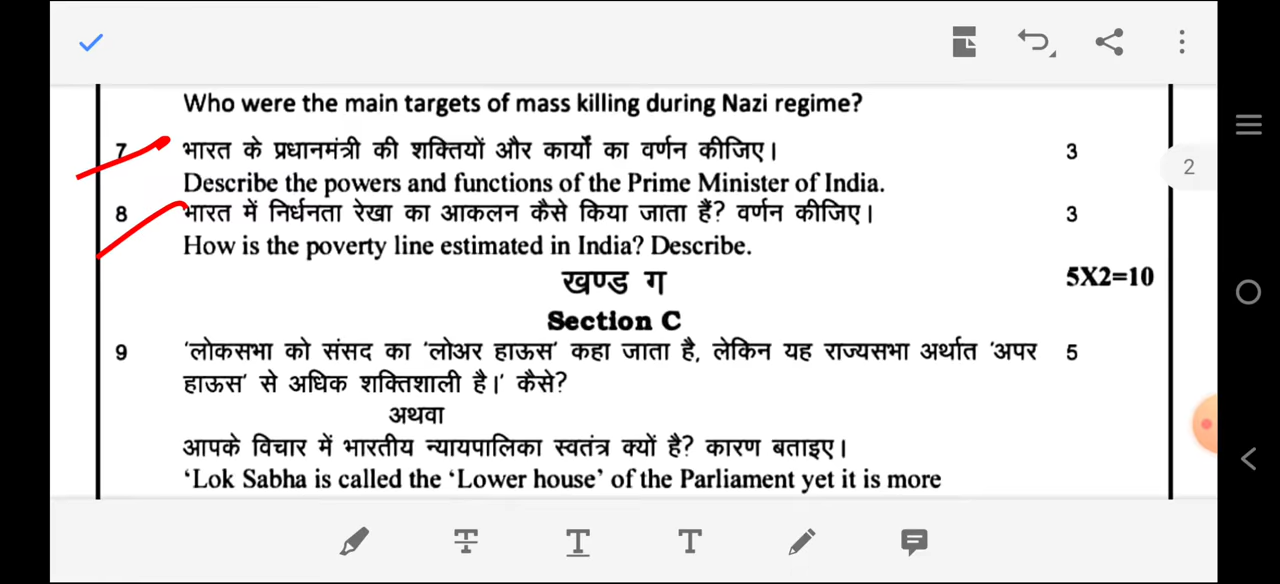 Who were the main targets of mass killing during Nazi regime?
7 भारत के प्रधानमंत्री की शक्तियों और कार्यों का वर्णन कीजिए। 3
2
Describe the powers and functions of the Prime Minister of India.
8 भारत में निर्धनता रेखा का आकलन कैसे किया जाता हैं? वर्णन कीजिए। 3
How is the poverty line estimated in India? Describe.
खण्ड ग 5X2=10
Section C
9 'लोकसभा को संसद का 'लोअर हाऊस' कहा जाता है, लेकिन यह राज्यसभा अर्थात 'अपर 5
हाऊस' से अधिक शक्तिशाली है।' कैसे?
अथवा
आपके विचार में भारतीय न्यायपालिका स्वतंत्र क्यों है? कारण बताइए।
'Lok Sabha is called the 'Lower house' of the Parliament yet it is more
T T T